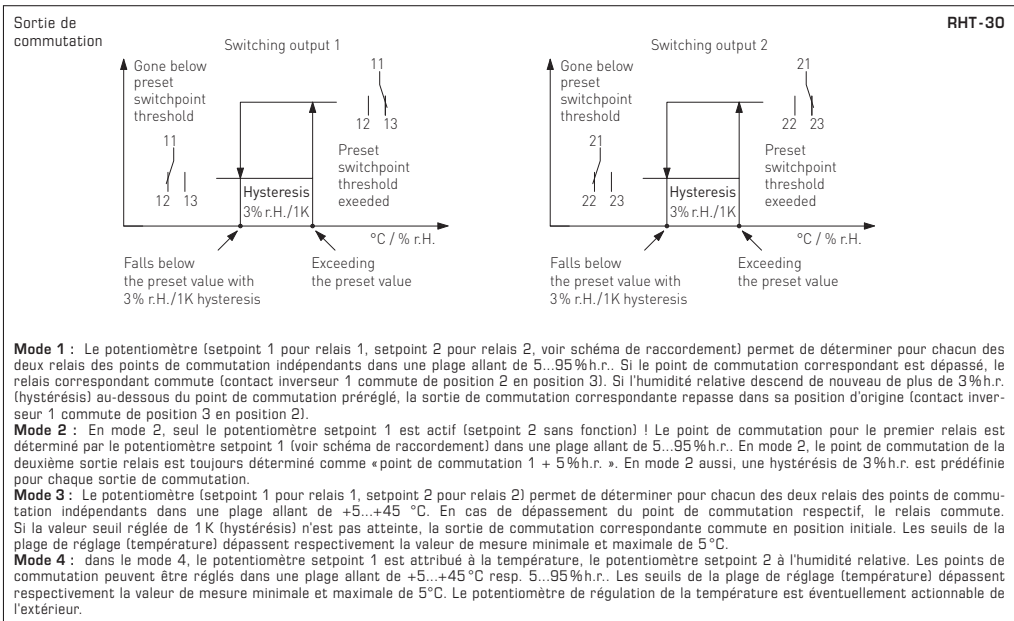 Sortie de
commutation
RHT-30
Switching output 1
Gone below
preset
switchpoint
threshold
11
12 13
11
12 13
Preset
switchpoint
threshold
exeeded
Hysteresis
3% r.H./1K
°C / % r.H.
Falls below
the preset value with
3% r.H./1K hysteresis
Exceeding
the preset value
Switching output 2
Gone below
preset
switchpoint
threshold
21
22 23
21
22 23
Preset
switchpoint
threshold
exeeded
Hysteresis
3% r.H./1K
°C / % r.H.
Falls below
the preset value with
3% r.H./1K hysteresis
Exceeding
the preset value
Mode 1 : Le potentiomètre (setpoint 1 pour relais 1, setpoint 2 pour relais 2, voir schéma de raccordement) permet de déterminer pour chacun des
deux relais des points de commutation indépendants dans une plage allant de 5...95%h.r.. Si le point de commutation correspondant est dépassé, le
relais correspondant commute (contact inverseur 1 commute de position 2 en position 3). Si l'humidité relative descend de nouveau de plus de 3%h.r.
(hystérésis) au-dessous du point de commutation préréglé, la sortie de commutation correspondante repasse dans sa position d'origine (contact inver-
seur 1 commute de position 3 en position 2).
Mode 2 : En mode 2, seul le potentiomètre setpoint 1 est actif (setpoint 2 sans fonction) ! Le point de commutation pour le premier relais est
déterminé par le potentiomètre setpoint 1 (voir schéma de raccordement) dans une plage allant de 5...95%h.r.. En mode 2, le point de commutation de la
deuxième sortie relais est toujours déterminé comme «point de commutation 1 + 5%h.r. ». En mode 2 aussi, une hystérésis de 3%h.r. est prédéfinie
pour chaque sortie de commutation.
Mode 3 : Le potentiomètre (setpoint 1 pour relais 1, setpoint 2 pour relais 2) permet de déterminer pour chacun des deux relais des points de commu-
tation indépendants dans une plage allant de +5...+45 °C. En cas de dépassement du point de commutation respectif, le relais commute.
Si la valeur seuil réglée de 1 K (hystérésis) n'est pas atteinte, la sortie de commutation correspondante commute en position initiale. Les seuils de la
plage de réglage (température) dépassent respectivement la valeur de mesure minimale et maximale de 5°C.
Mode 4 : dans le mode 4, le potentiomètre setpoint 1 est attribué à la température, le potentiomètre setpoint 2 à l'humidité relative. Les points de
commutation peuvent être réglés dans une plage allant de +5...+45°C resp. 5...95%h.r.. Les seuils de la plage de réglage (température) dépassent
respectivement la valeur de mesure minimale et maximale de 5°C. Le potentiomètre de régulation de la température est éventuellement actionnable de
l'extérieur.